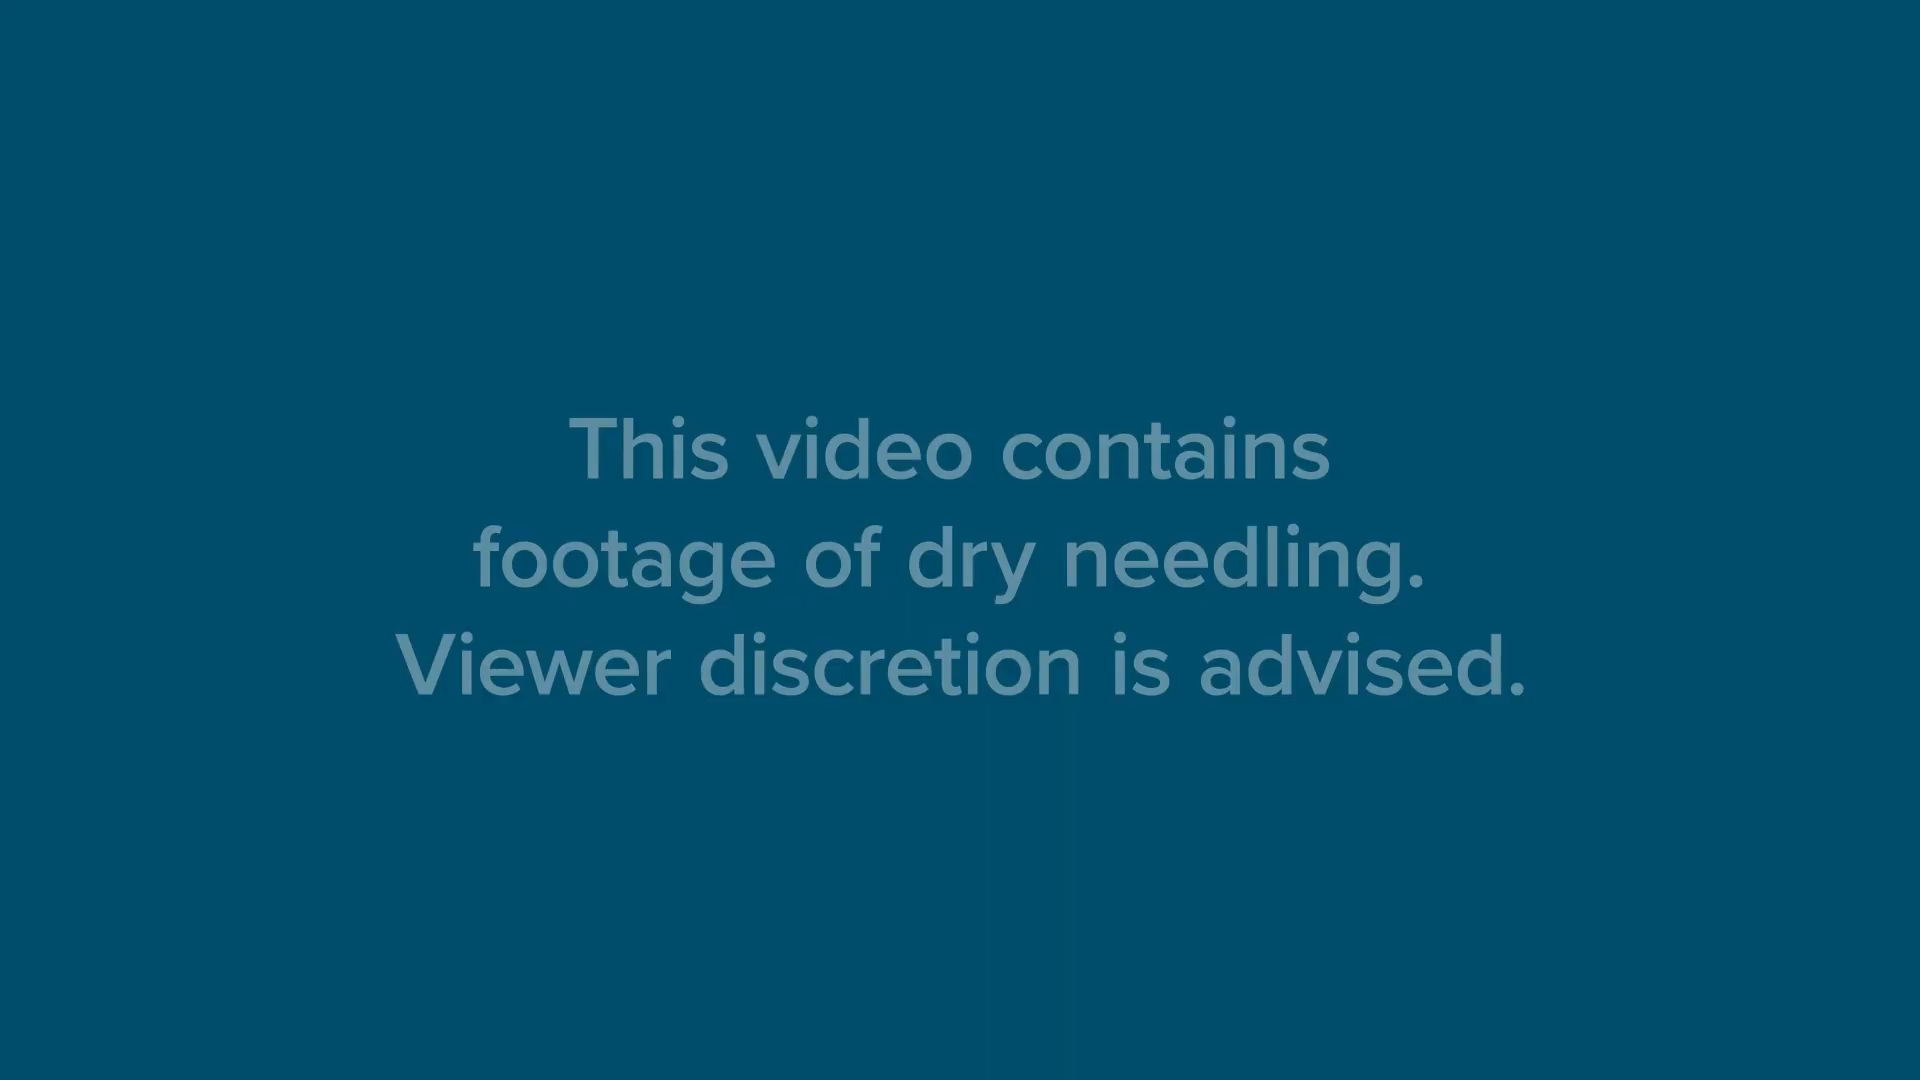 This video contains
footage of dry needling.
Viewer discretion is advised.